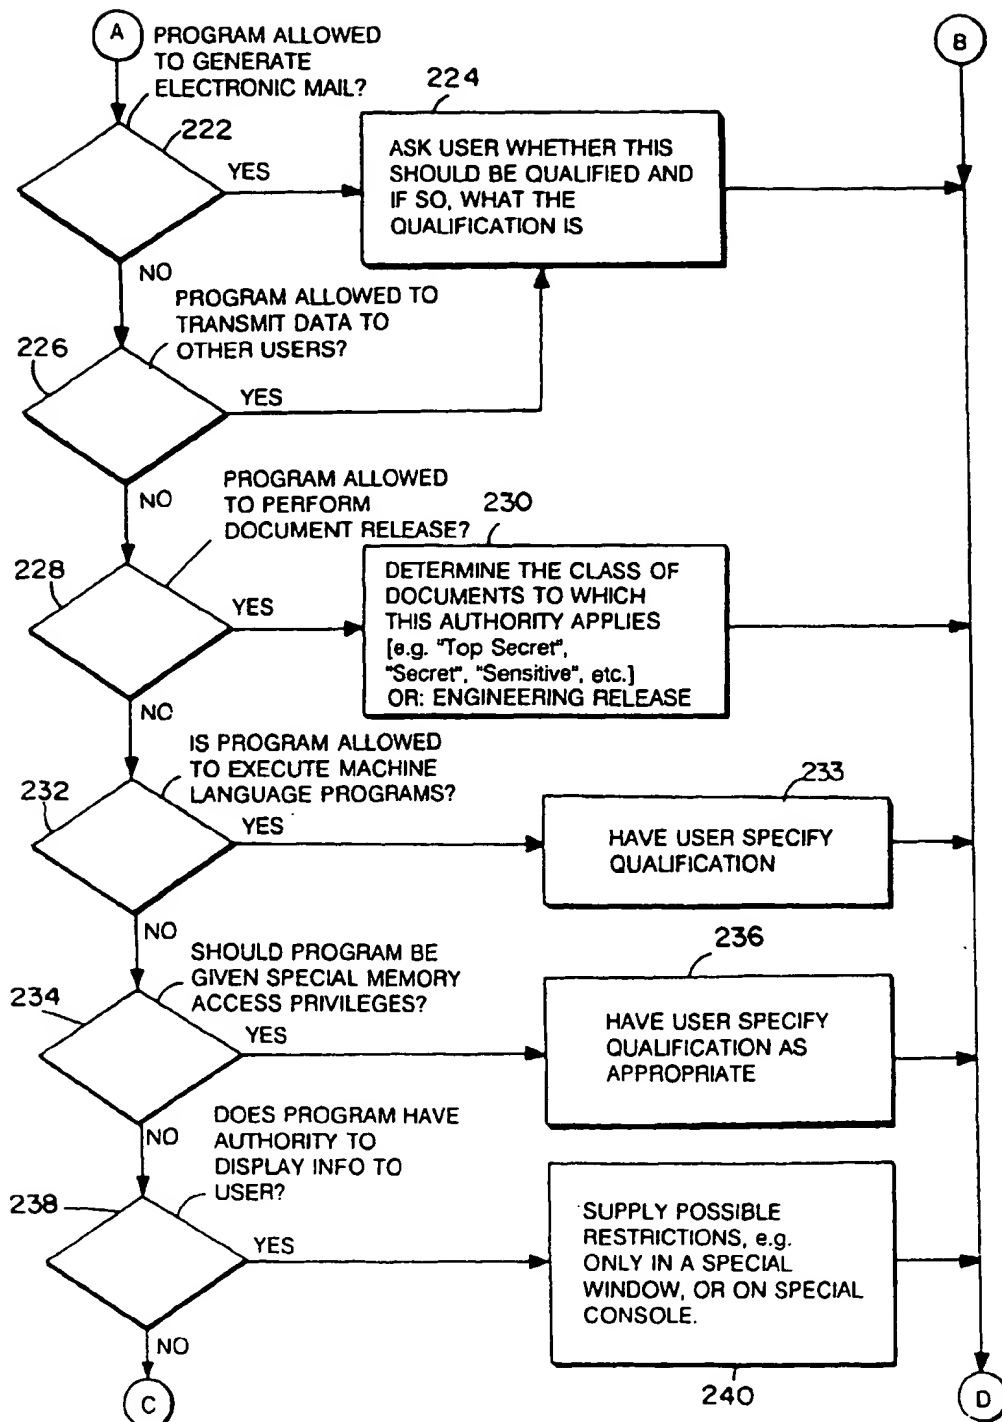 A
PROGRAM ALLOWED
TO GENERATE
ELECTRONIC MAIL?
B
222
YES
224
ASK USER WHETHER THIS
SHOULD BE QUALIFIED AND
IF SO, WHAT THE
QUALIFICATION IS
NO
PROGRAM ALLOWED TO
TRANSMIT DATA TO
OTHER USERS?
226
YES
NO
PROGRAM ALLOWED
TO PERFORM
DOCUMENT RELEASE?
228
YES
230
DETERMINE THE CLASS OF
DOCUMENTS TO WHICH
THIS AUTHORITY APPLIES
[e.g. "Top Secret",
"Secret", "Sensitive", etc.]
OR: ENGINEERING RELEASE
NO
IS PROGRAM ALLOWED
TO EXECUTE MACHINE
LANGUAGE PROGRAMS?
232
YES
233
HAVE USER SPECIFY
QUALIFICATION
NO
SHOULD PROGRAM BE
GIVEN SPECIAL MEMORY
ACCESS PRIVILEGES?
234
YES
236
HAVE USER SPECIFY
QUALIFICATION AS
APPROPRIATE
NO
DOES PROGRAM HAVE
AUTHORITY TO
DISPLAY INFO TO
USER?
238
YES
SUPPLY POSSIBLE
RESTRICTIONS, e.g.
ONLY IN A SPECIAL
WINDOW, OR ON SPECIAL
CONSOLE.
240
NO
C
D